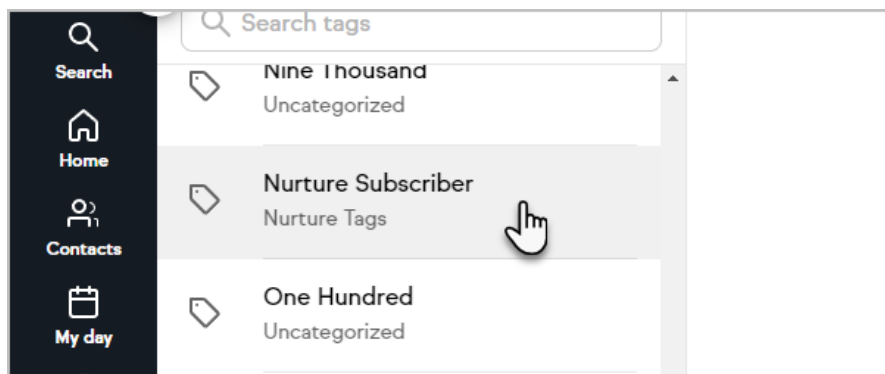 Search
Home
Contacts
My day
Search tags
Nine Thousand
Uncategorized
Nurture Subscriber
Nurture Tags
One Hundred
Uncategorized